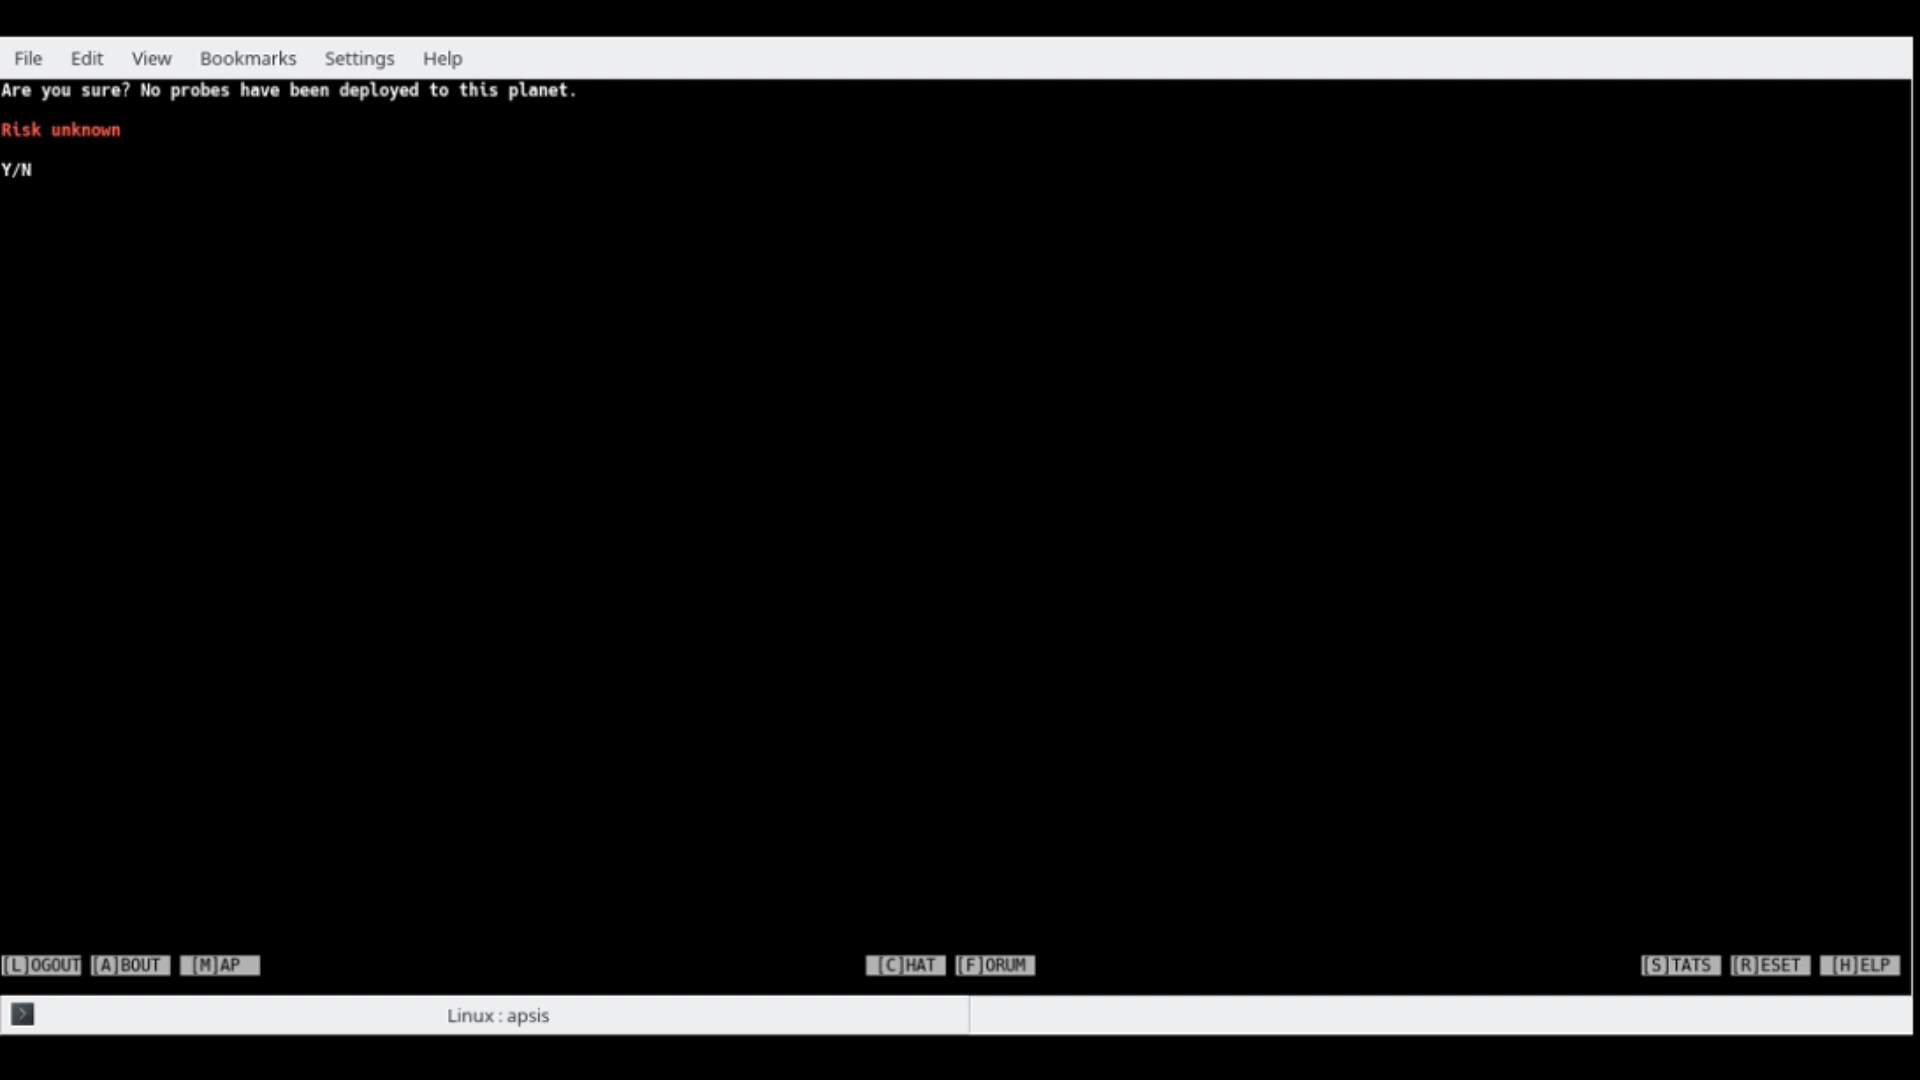 File Edit View Bookmarks Settings Help
Are you sure? No probes have been deployed to this planet.
Risk unknown
Y/N
[L]OGOUT [A]BOUT [M]AP [C]HAT [F]ORUM [S]TATS [R]ESET [H]ELP
Linux : apsis